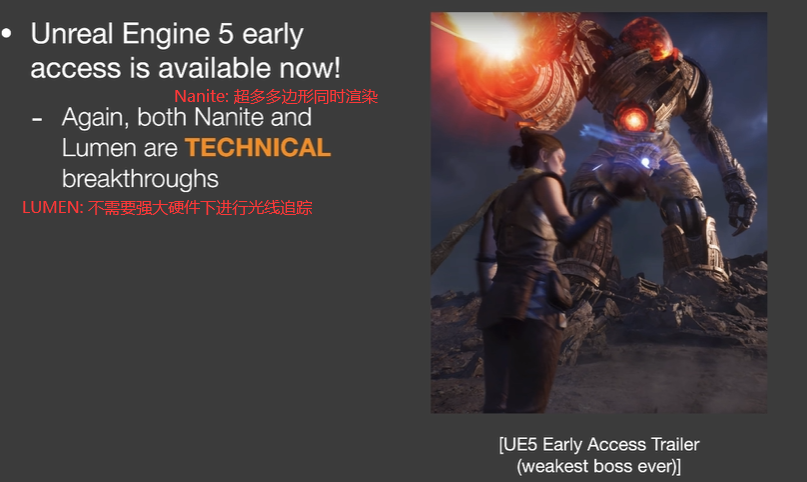 • Unreal Engine 5 early
access is available now!
Nanite: 超多多边形同时渲染
- Again, both Nanite and
Lumen are TECHNICAL
breakthroughs
LUMEN: 不需要强大硬件下进行光线追踪
[UE5 Early Access Trailer
(weakest boss ever)]